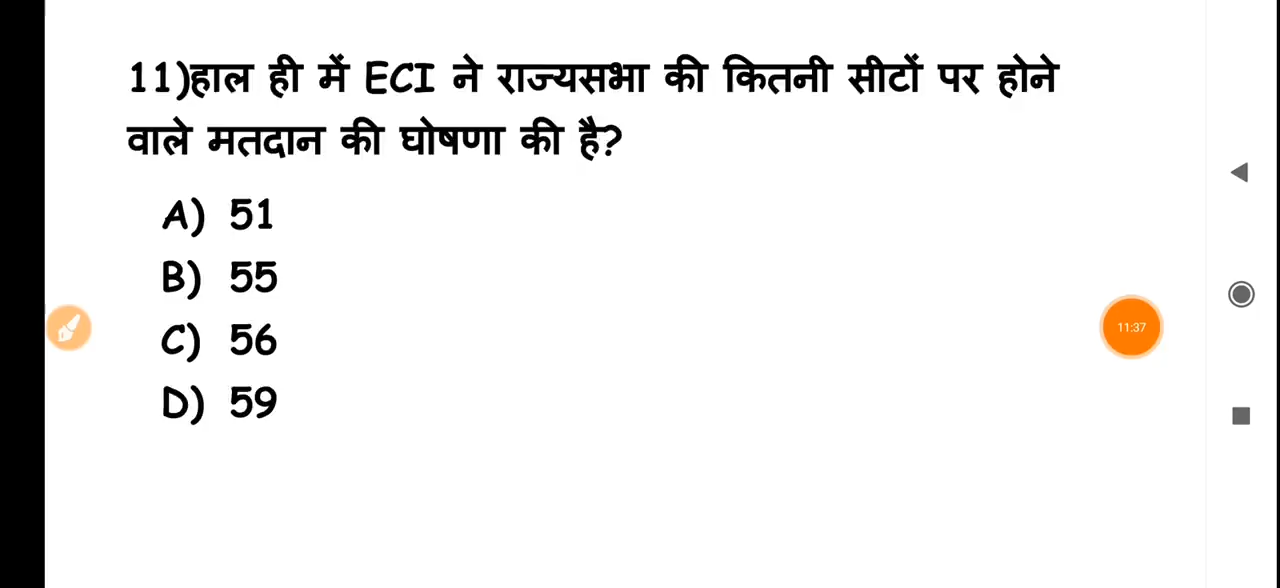 11)हाल ही में ECI ने राज्यसभा की कितनी सीटों पर होने
वाले मतदान की घोषणा की है?
A) 51
B) 55
C) 56
D) 59
11:37